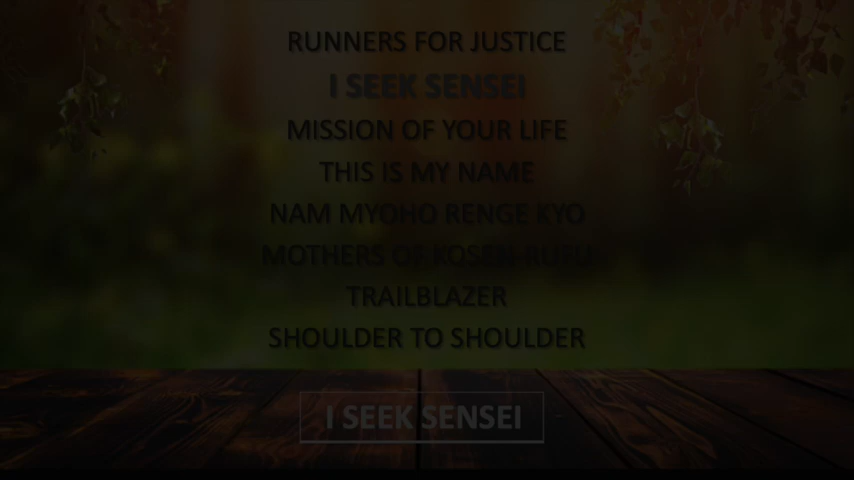 RUNNERS FOR JUSTICE
I SEEK SENSEI
MISSION OF YOUR LIFE
THIS IS MY NAME
NAM MYOHO RENGE KYO
MOTHERS OF KOSEN-RUFU
TRAILBLAZER
SHOULDER TO SHOULDER
I SEEK SENSEI